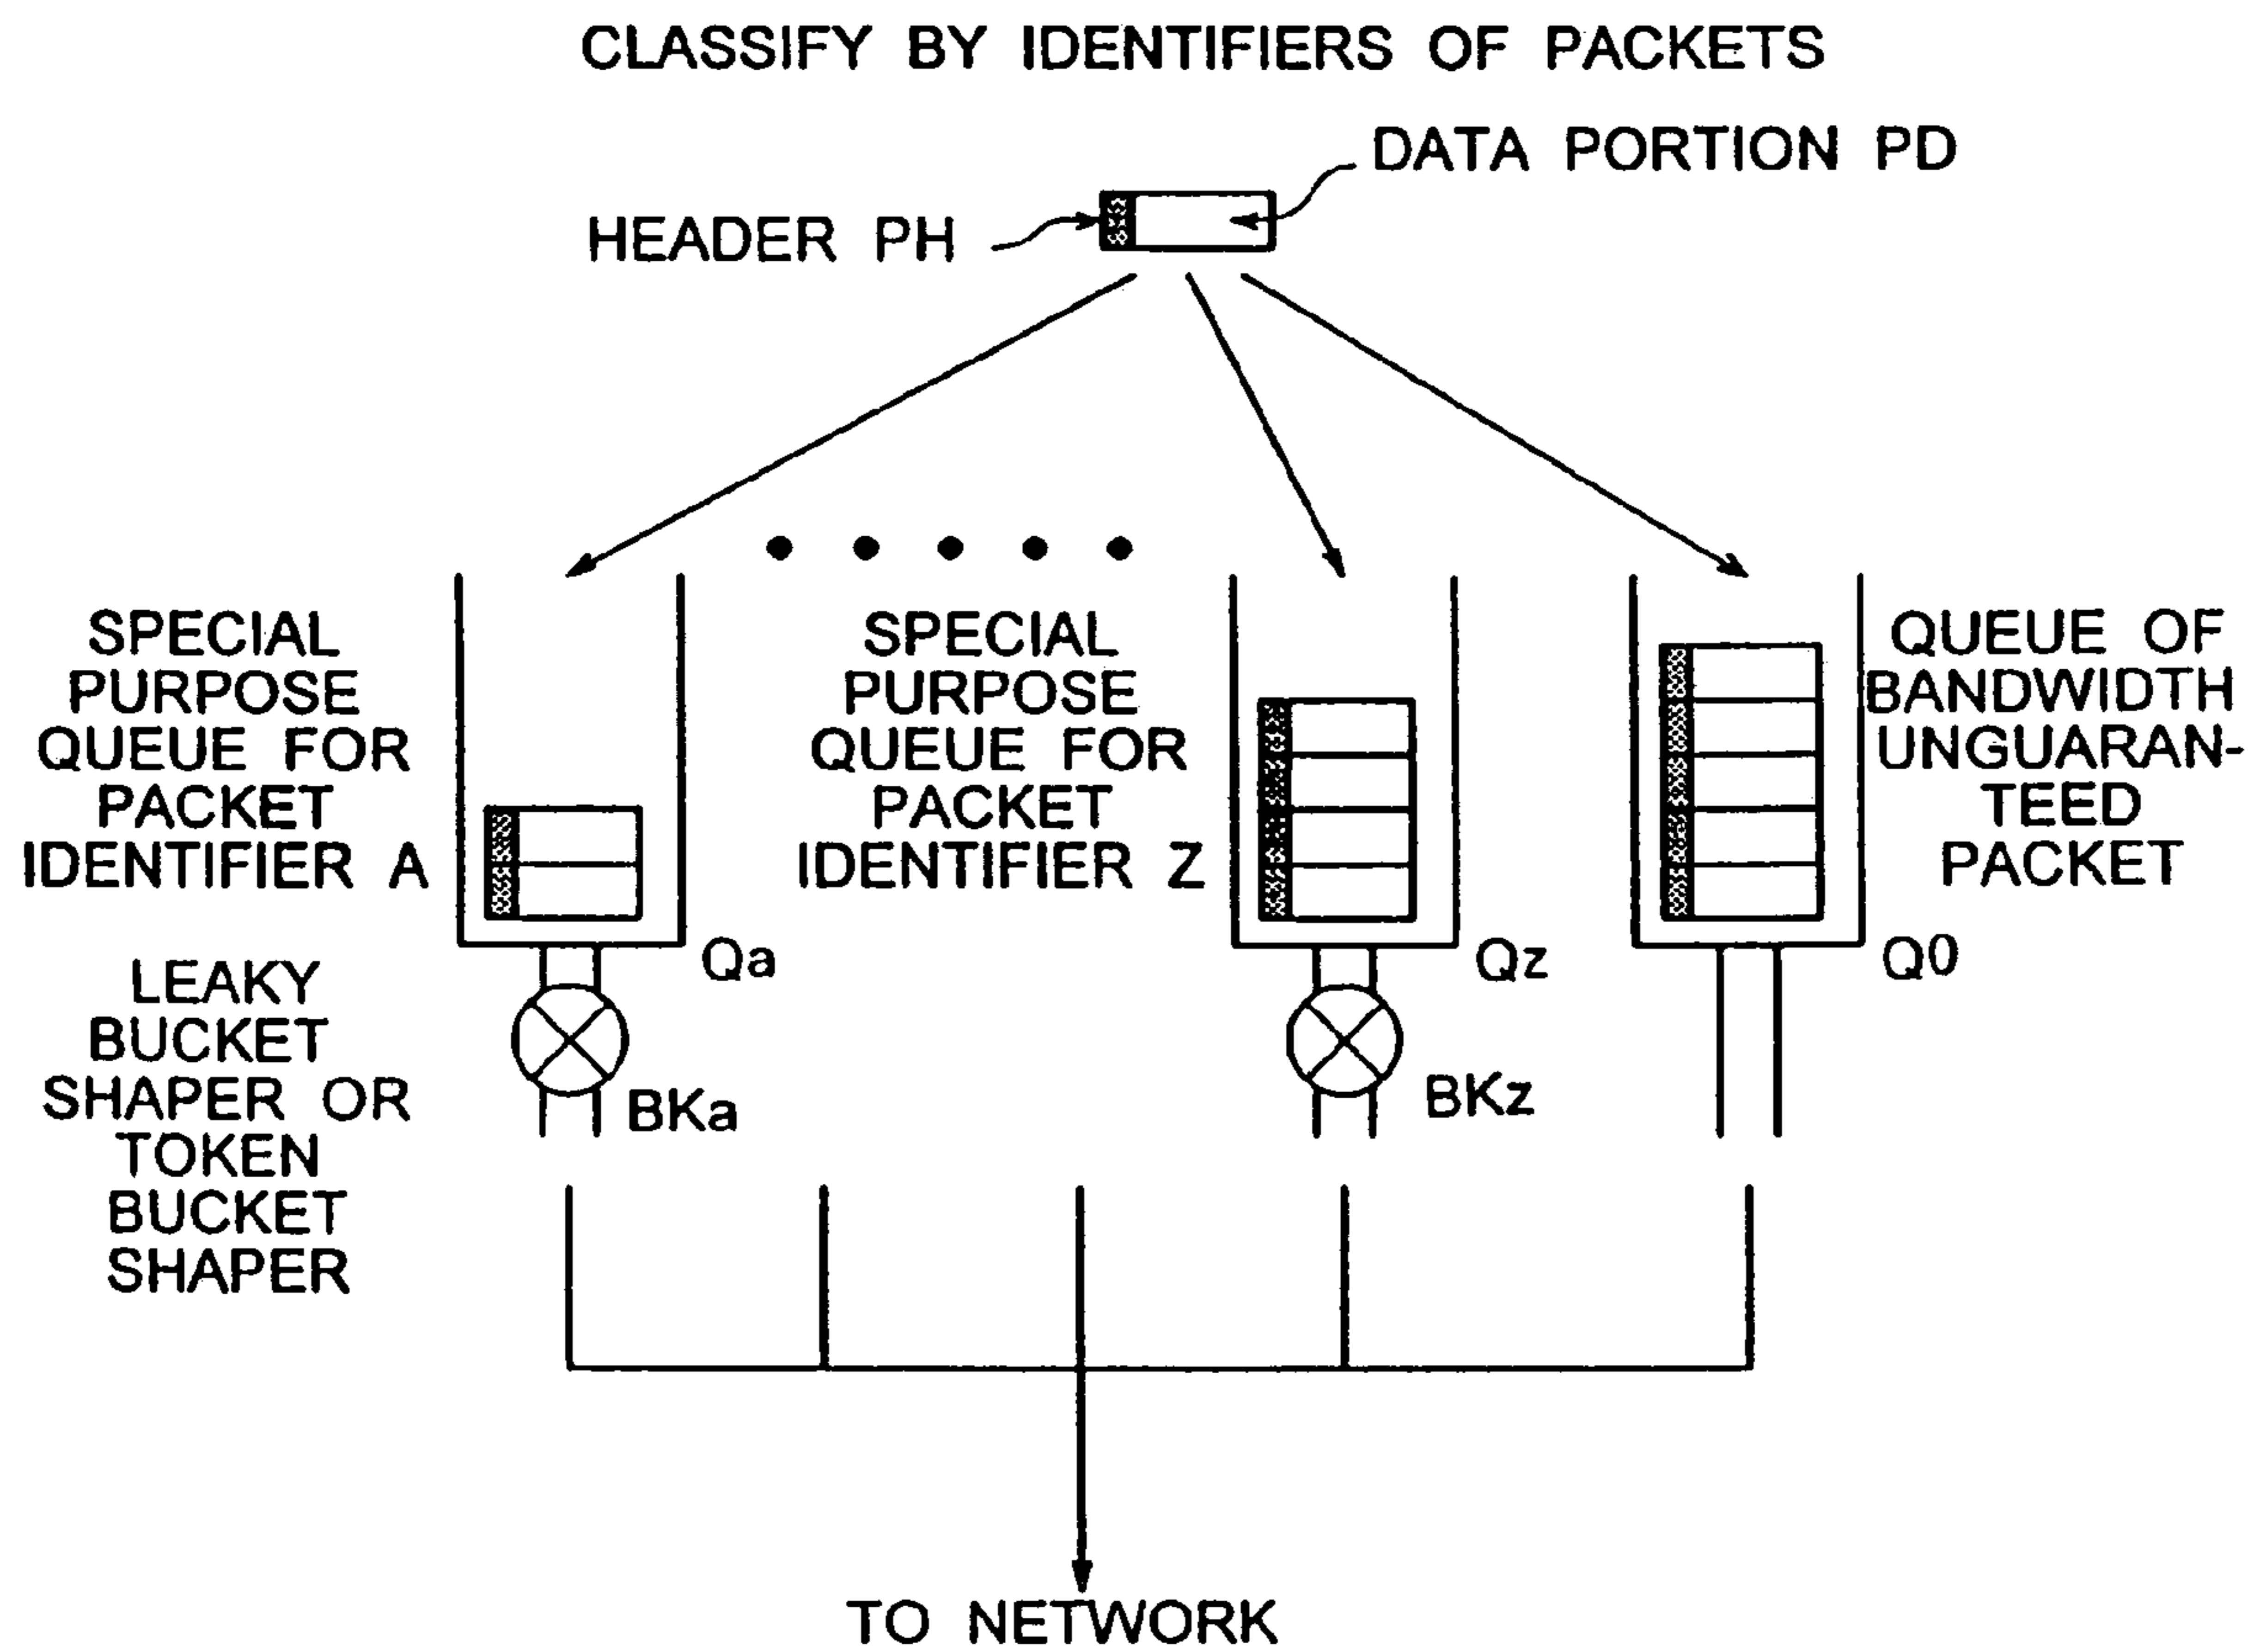 CLASSIFY BY IDENTIFIERS OF PACKETS
DATA PORTION PD
HEADER PH
SPECIAL
PURPOSE
QUEUE FOR
PACKET
IDENTIFIER A
SPECIAL
PURPOSE
QUEUE FOR
PACKET
IDENTIFIER Z
QUEUE OF
BANDWIDTH
UNGUARAN-
TEED
PACKET
Qa
Qz
Q0
LEAKY
BUCKET
SHAPER OR
TOKEN
BUCKET
SHAPER
BKa
BKz
TO NETWORK